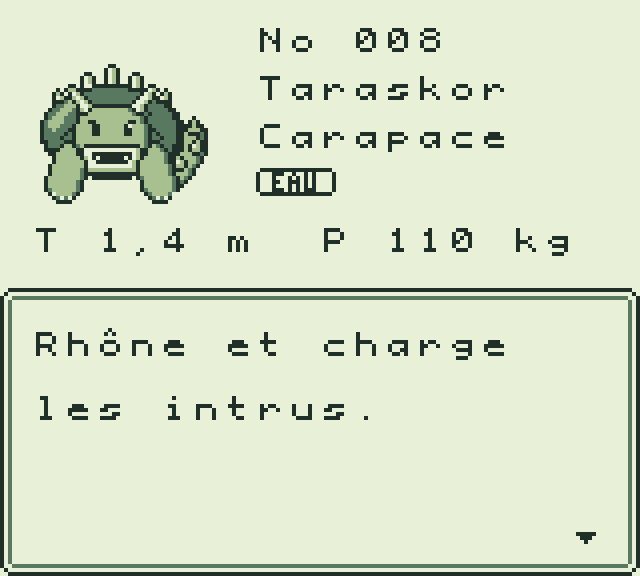 No 008
Taraskor
Carapace
EAU
T 1,4 m P 110 kg
Rhône et charge
les intrus.